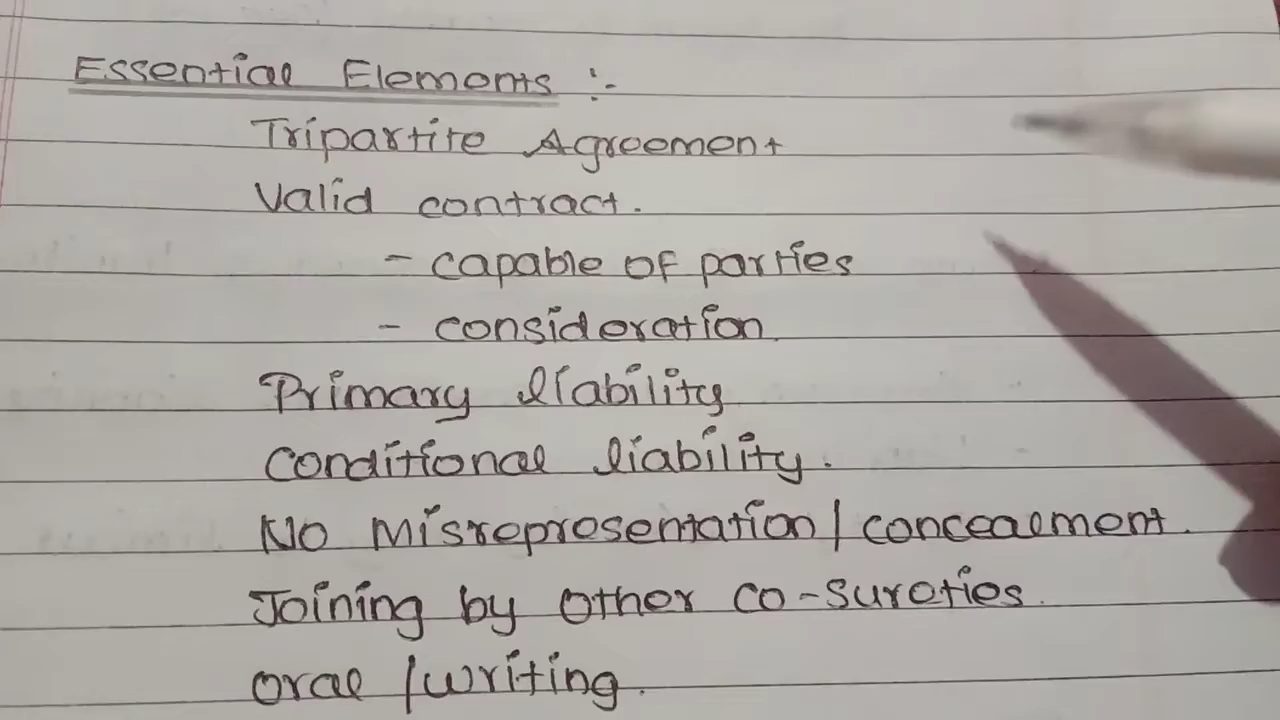 Essential Elements :-
Tripartite Agreement
Valid contract.
- capable of parties
- consideration.
Primary liability
Conditional liability.
No Misrepresentation/concealment.
Joining by other co-sureties.
Oral /writing.